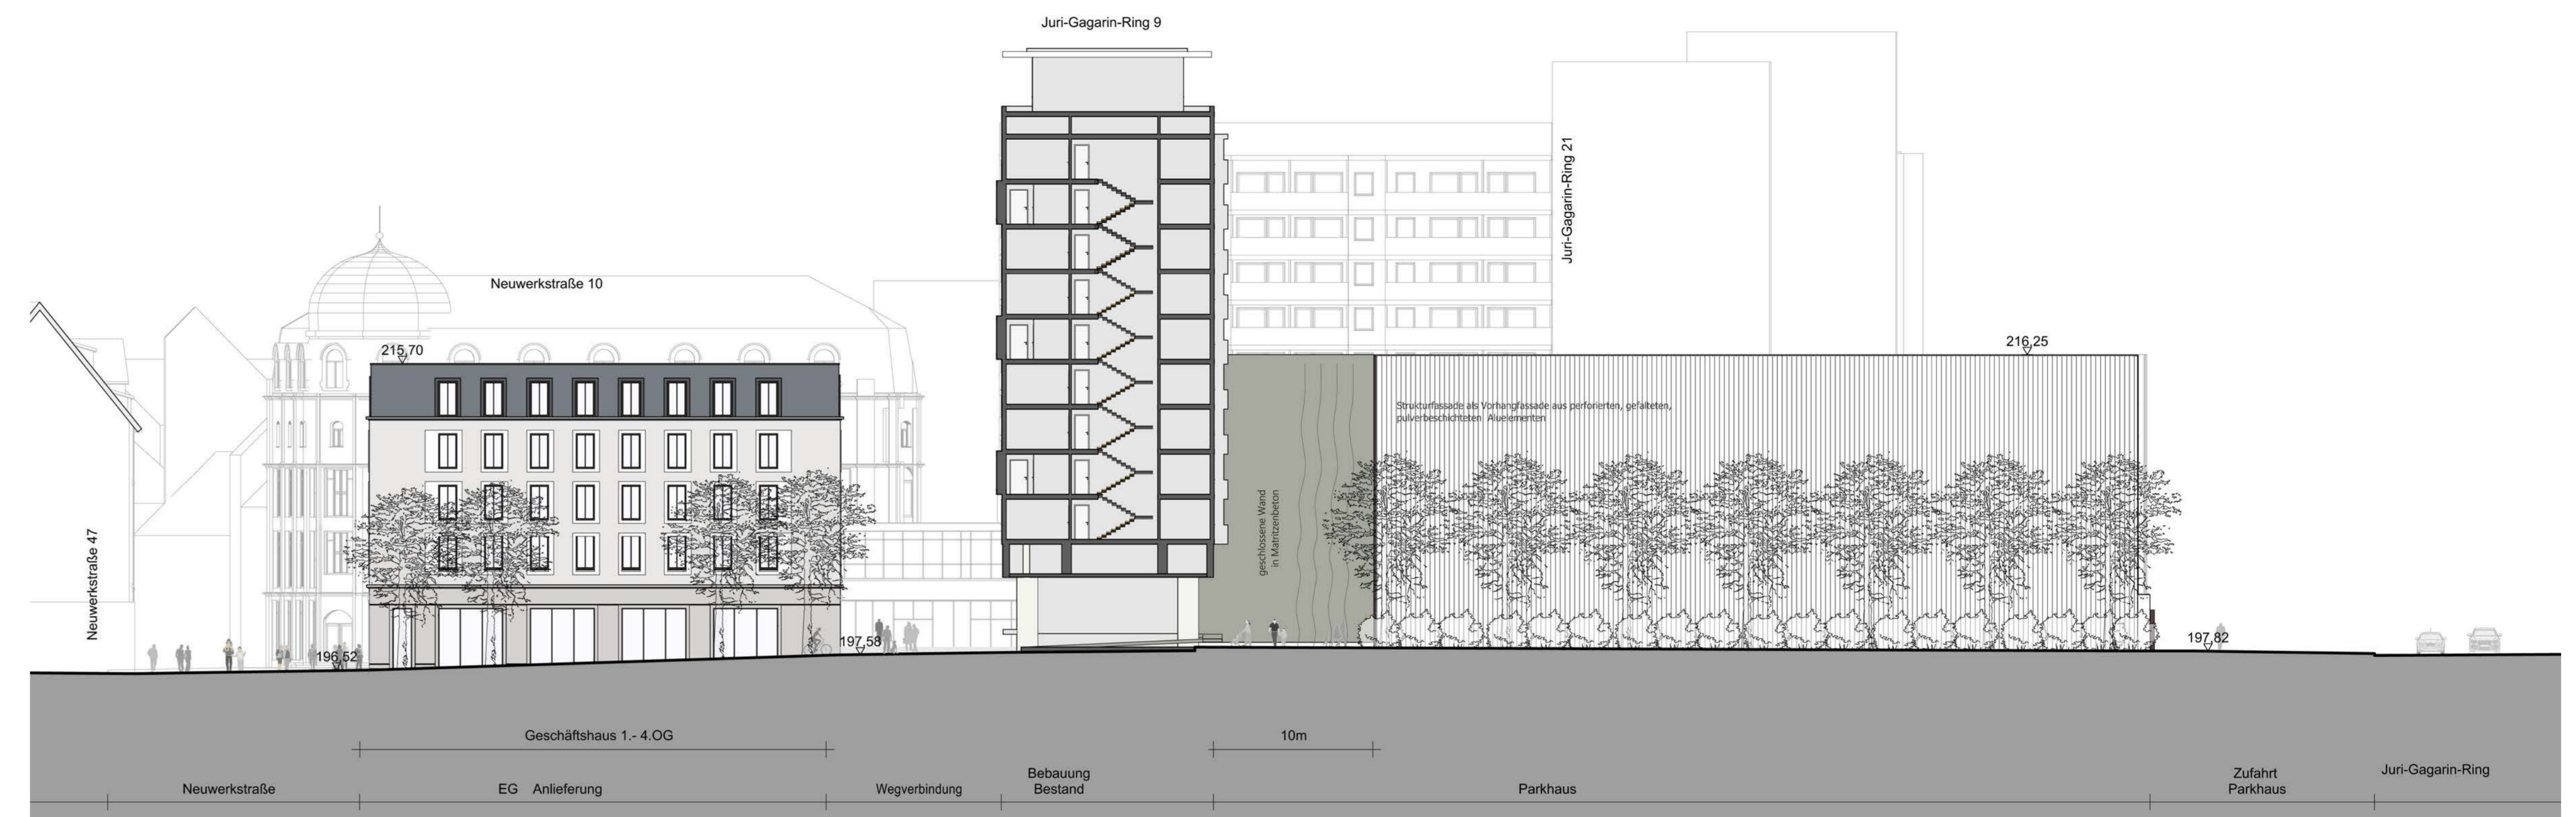 Juri-Gagarin-Ring 9
Juri-Gagarin-Ring 21
Neuwerkstraße 10
215,70
216,25
Strukturfassade als Vorhangfassade aus perforierten, gefalteten,
pulverbeschichteten Aluelementen
geschlossene Wand
in Matritzenbeton
Neuwerkstraße 47
196,52
197,58
197,82
Geschäftshaus 1.- 4.OG
10m
Neuwerkstraße
EG Anlieferung
Wegverbindung
Bebauung
Bestand
Parkhaus
Zufahrt
Parkhaus
Juri-Gagarin-Ring